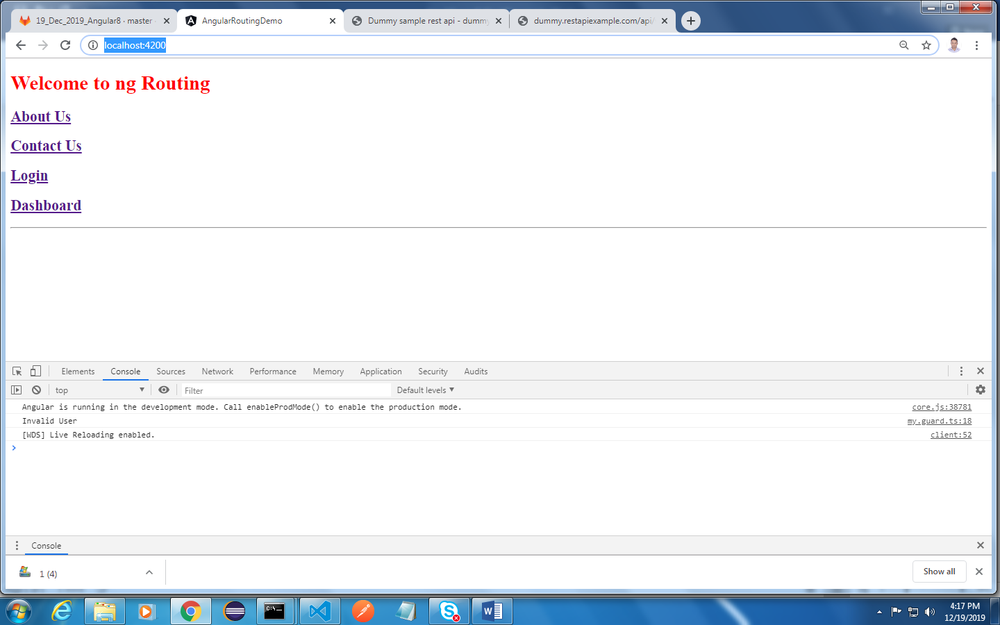 19_Dec_2019_Angular8 · master
AngularRoutingDemo
Dummy sample rest api - dummy
dummy.restapiexample.com/api/
localhost:4200
Welcome to ng Routing
About Us
Contact Us
Login
Dashboard
Elements Console Sources Network Performance Memory Application Security Audits
top Filter Default levels
Angular is running in the development mode. Call enableProdMode() to enable the production mode. core.js:38781
Invalid User my.guard.ts:18
[WDS] Live Reloading enabled. client:52
Console
1 (4) Show all
C:\_
W
4:17 PM
12/19/2019